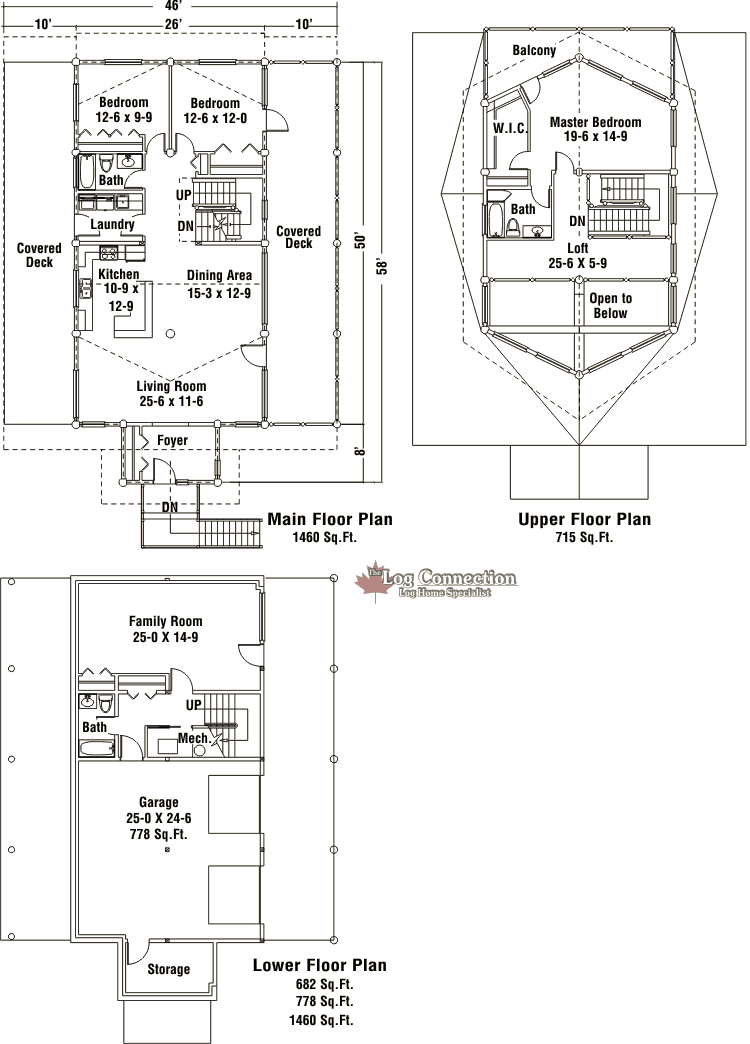 46'
10'
26'
10'
Bedroom
12-6 x 9-9
Bedroom
12-6 x 12-0
Bath
UP
Laundry
DN
Covered
Deck
Covered
Deck
Kitchen
10-9 x
12-9
Dining Area
15-3 x 12-9
Living Room
25-6 x 11-6
50'
58'
8'
Foyer
DN
Main Floor Plan
1460 Sq.Ft.
Balcony
W.I.C.
Master Bedroom
19-6 x 14-9
Bath
DN
Loft
25-6 X 5-9
Open to
Below
Upper Floor Plan
715 Sq.Ft.
The
Log Connection
Log Home Specialist
Family Room
25-0 X 14-9
UP
Bath
Mech.
Garage
25-0 X 24-6
778 Sq.Ft.
Storage
Lower Floor Plan
682 Sq.Ft.
778 Sq.Ft.
1460 Sq.Ft.